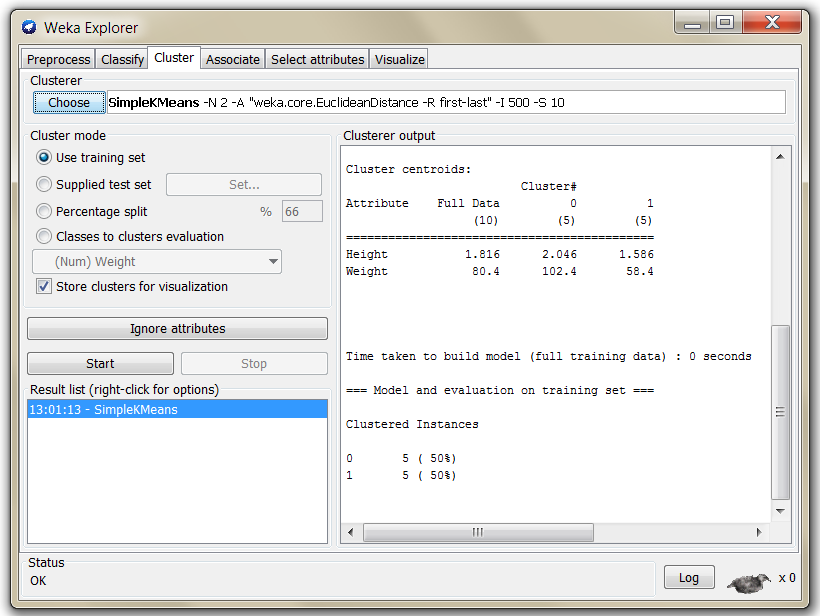 Weka Explorer
Preprocess Classify Cluster Associate Select attributes Visualize
Clusterer
Choose SimpleKMeans -N 2 -A "weka.core.EuclideanDistance -R first-last" -I 500 -S 10
Cluster mode
Use training set
Supplied test set Set...
Percentage split % 66
Classes to clusters evaluation
(Num) Weight
Store clusters for visualization
Ignore attributes
Start Stop
Result list (right-click for options)
13:01:13 - SimpleKMeans
Clusterer output
Cluster centroids:
Cluster#
Attribute Full Data 0 1
(10) (5) (5)
============================================
Height 1.816 2.046 1.586
Weight 80.4 102.4 58.4
Time taken to build model (full training data) : 0 seconds
=== Model and evaluation on training set ===
Clustered Instances
0 5 ( 50%)
1 5 ( 50%)
Status
OK
Log x 0